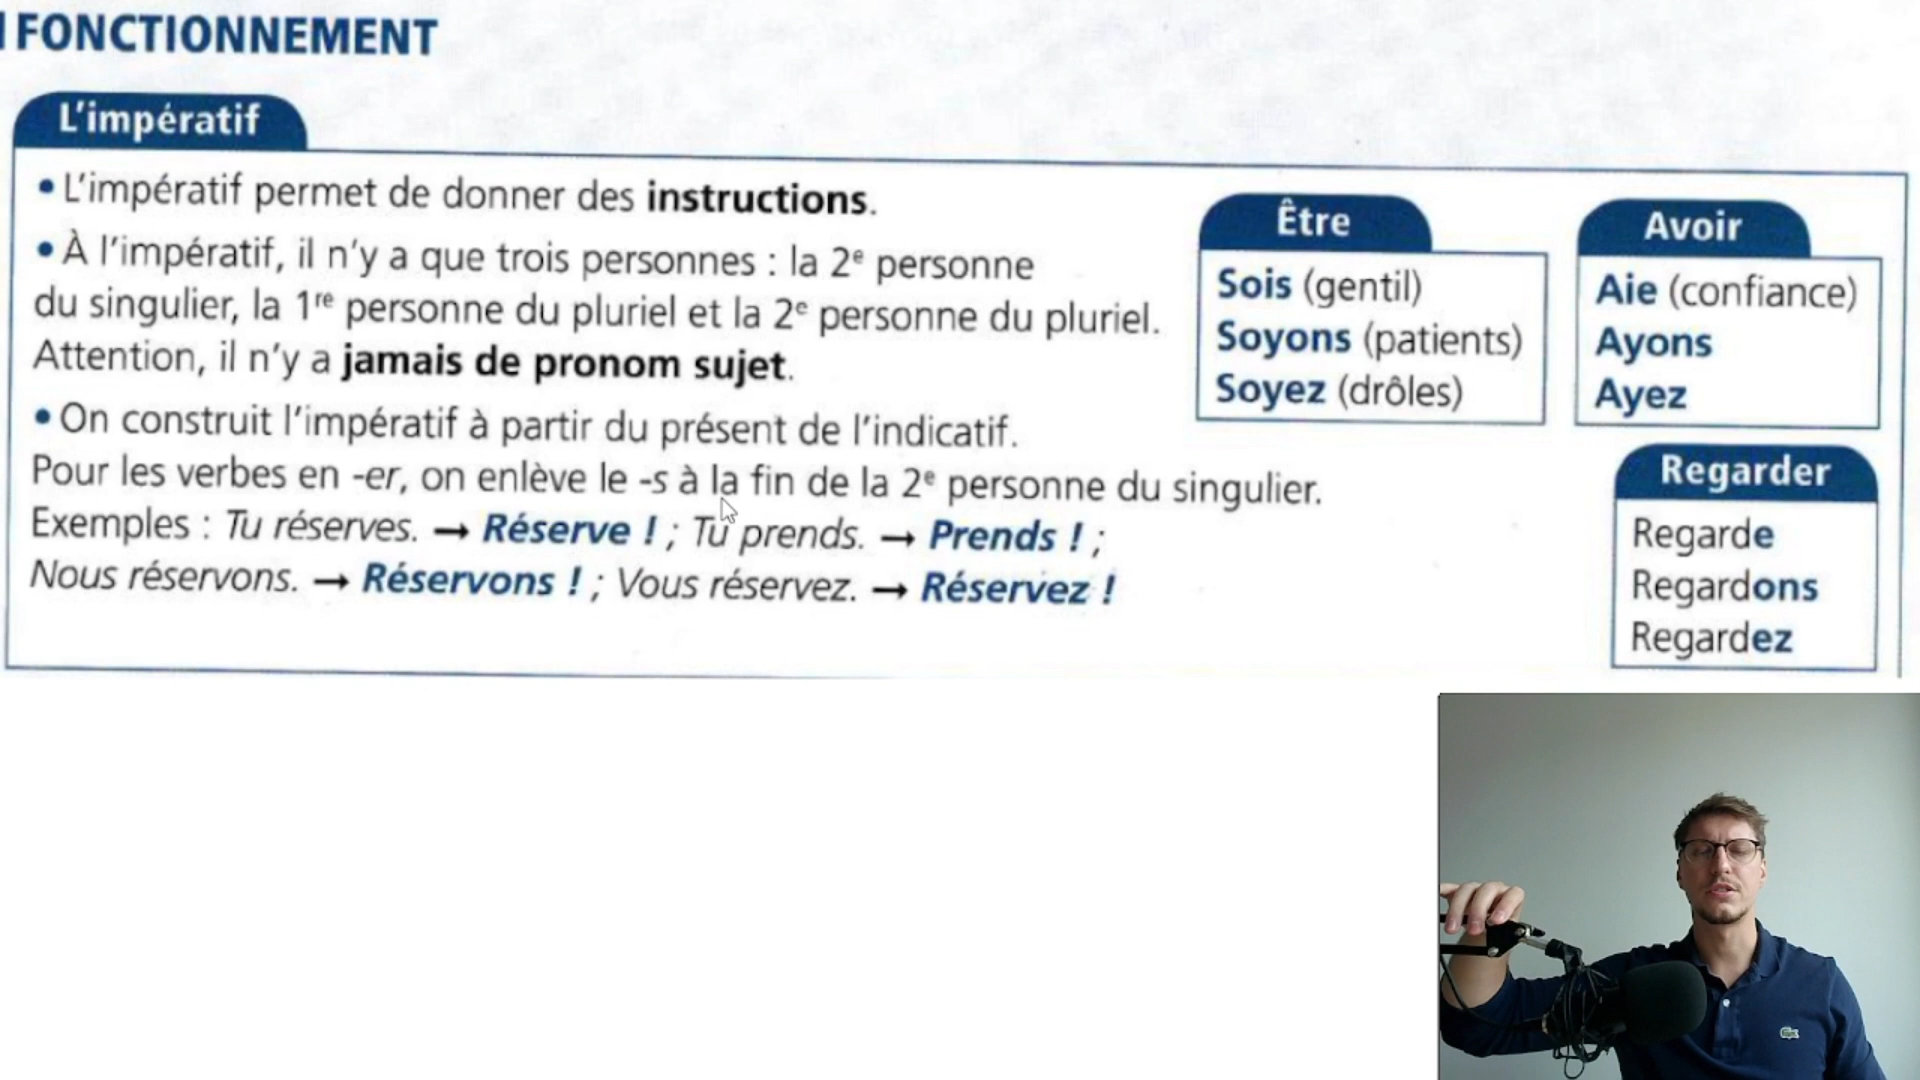 FONCTIONNEMENT
L'impératif
• L'impératif permet de donner des instructions.
• À l'impératif, il n'y a que trois personnes : la 2e personne
du singulier, la 1re personne du pluriel et la 2e personne du pluriel.
Attention, il n'y a jamais de pronom sujet.
• On construit l'impératif à partir du présent de l'indicatif.
Pour les verbes en -er, on enlève le -s à la fin de la 2e personne du singulier.
Exemples : Tu réserves. → Réserve ! ; Tu prends. → Prends ! ;
Nous réservons. → Réservons ! ; Vous réservez. → Réservez !
Être
Sois (gentil)
Soyons (patients)
Soyez (drôles)
Avoir
Aie (confiance)
Ayons
Ayez
Regarder
Regarde
Regardons
Regardez